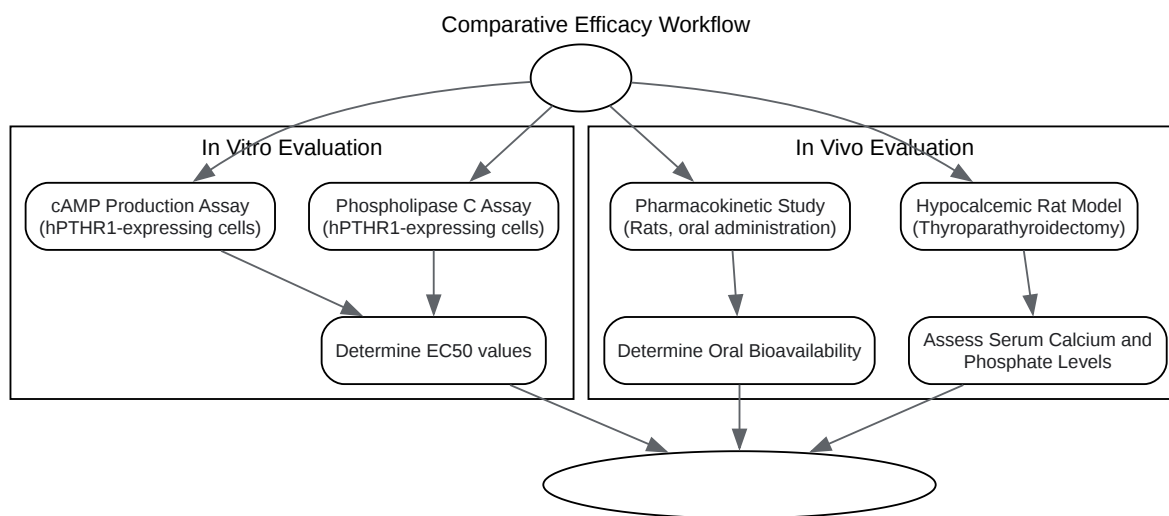 Comparative Efficacy Workflow
In Vitro Evaluation
cAMP Production Assay
(hPTHR1-expressing cells)
Phospholipase C Assay
(hPTHR1-expressing cells)
Determine EC50 values
In Vivo Evaluation
Pharmacokinetic Study
(Rats, oral administration)
Hypocalcemic Rat Model
(Thyroparathyroidectomy)
Determine Oral Bioavailability
Assess Serum Calcium and
Phosphate Levels